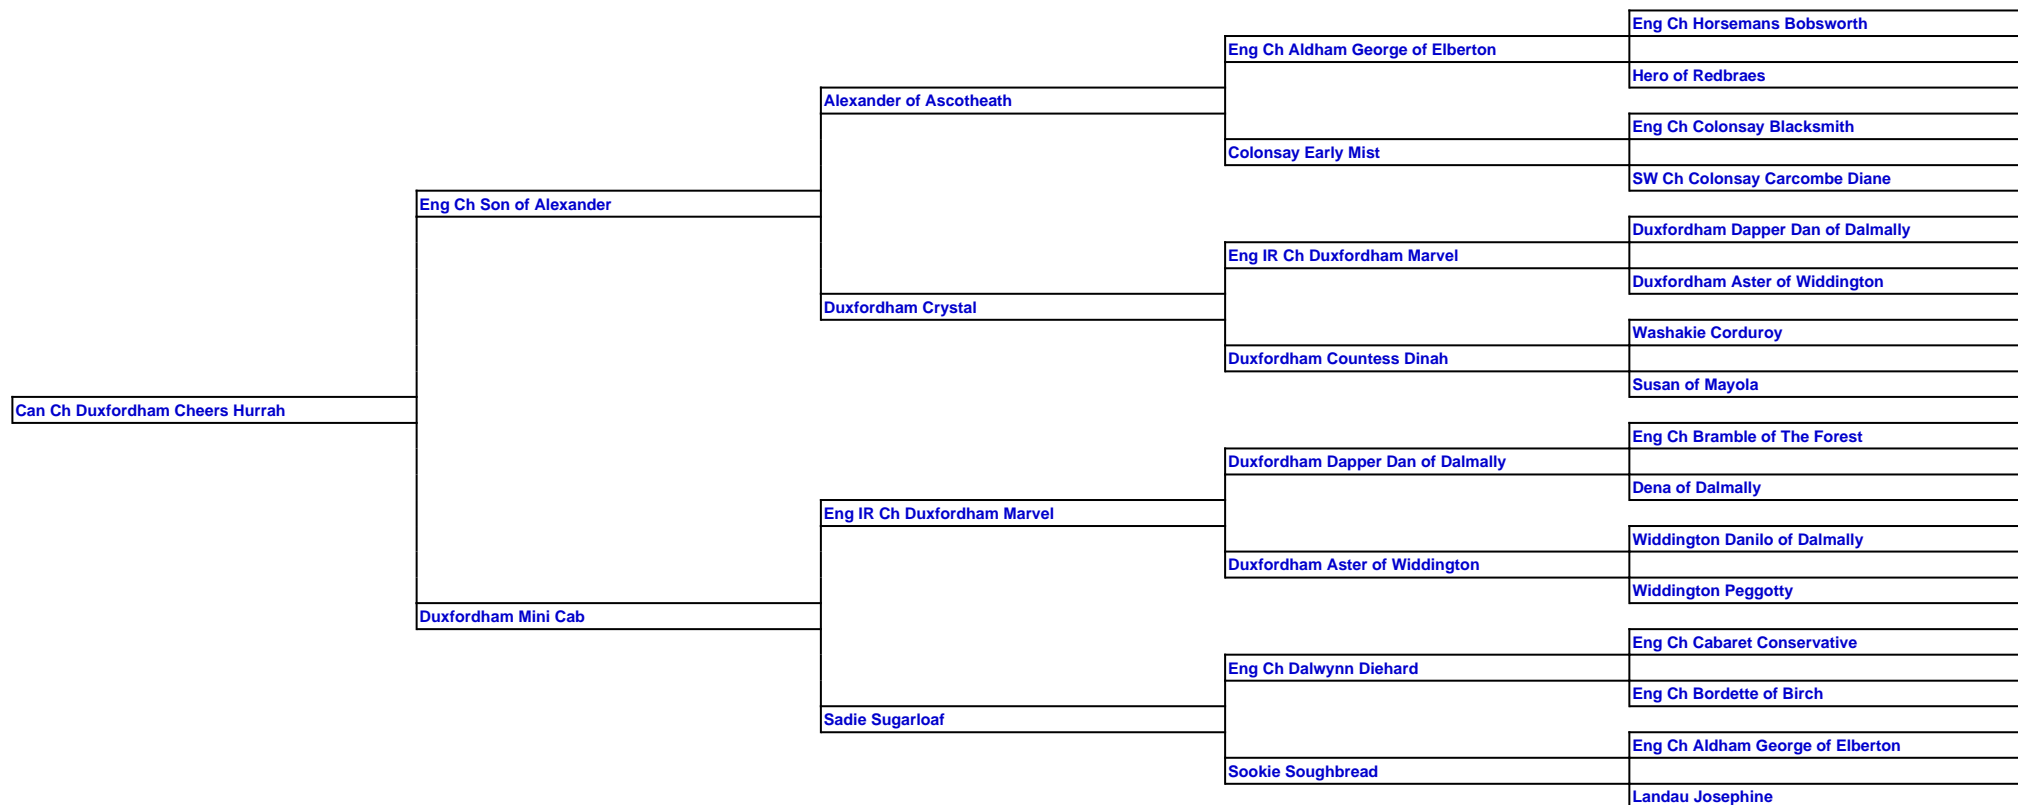 Eng Ch Horsemans Bobsworth
Eng Ch Aldham George of Elberton
Hero of Redbraes
Alexander of Ascotheath
Eng Ch Colonsay Blacksmith
Colonsay Early Mist
SW Ch Colonsay Carcombe Diane
Eng Ch Son of Alexander
Duxfordham Dapper Dan of Dalmally
Eng IR Ch Duxfordham Marvel
Duxfordham Aster of Widdington
Duxfordham Crystal
Washakie Corduroy
Duxfordham Countess Dinah
Susan of Mayola
Can Ch Duxfordham Cheers Hurrah
Eng Ch Bramble of The Forest
Duxfordham Dapper Dan of Dalmally
Dena of Dalmally
Eng IR Ch Duxfordham Marvel
Widdington Danilo of Dalmally
Duxfordham Aster of Widdington
Widdington Peggotty
Duxfordham Mini Cab
Eng Ch Cabaret Conservative
Eng Ch Dalwynn Diehard
Eng Ch Bordette of Birch
Sadie Sugarloaf
Eng Ch Aldham George of Elberton
Sookie Soughbread
Landau Josephine